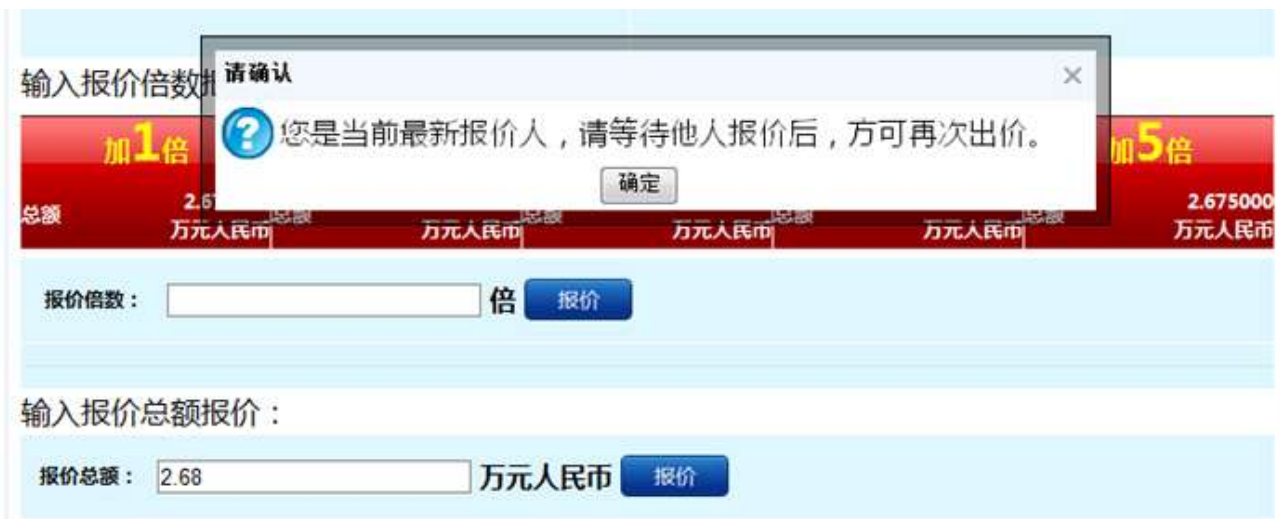 请确认
×
输入报价倍数
您是当前最新报价人，请等待他人报价后，方可再次出价。
确定
加1倍
加5倍
总额
2.6
万元人民币
总额
万元人民币
总额
万元人民币
总额
万元人民币
总额
2.675000
万元人民币
报价倍数：
倍
报价
输入报价总额报价：
报价总额：
2.68
万元人民币
报价